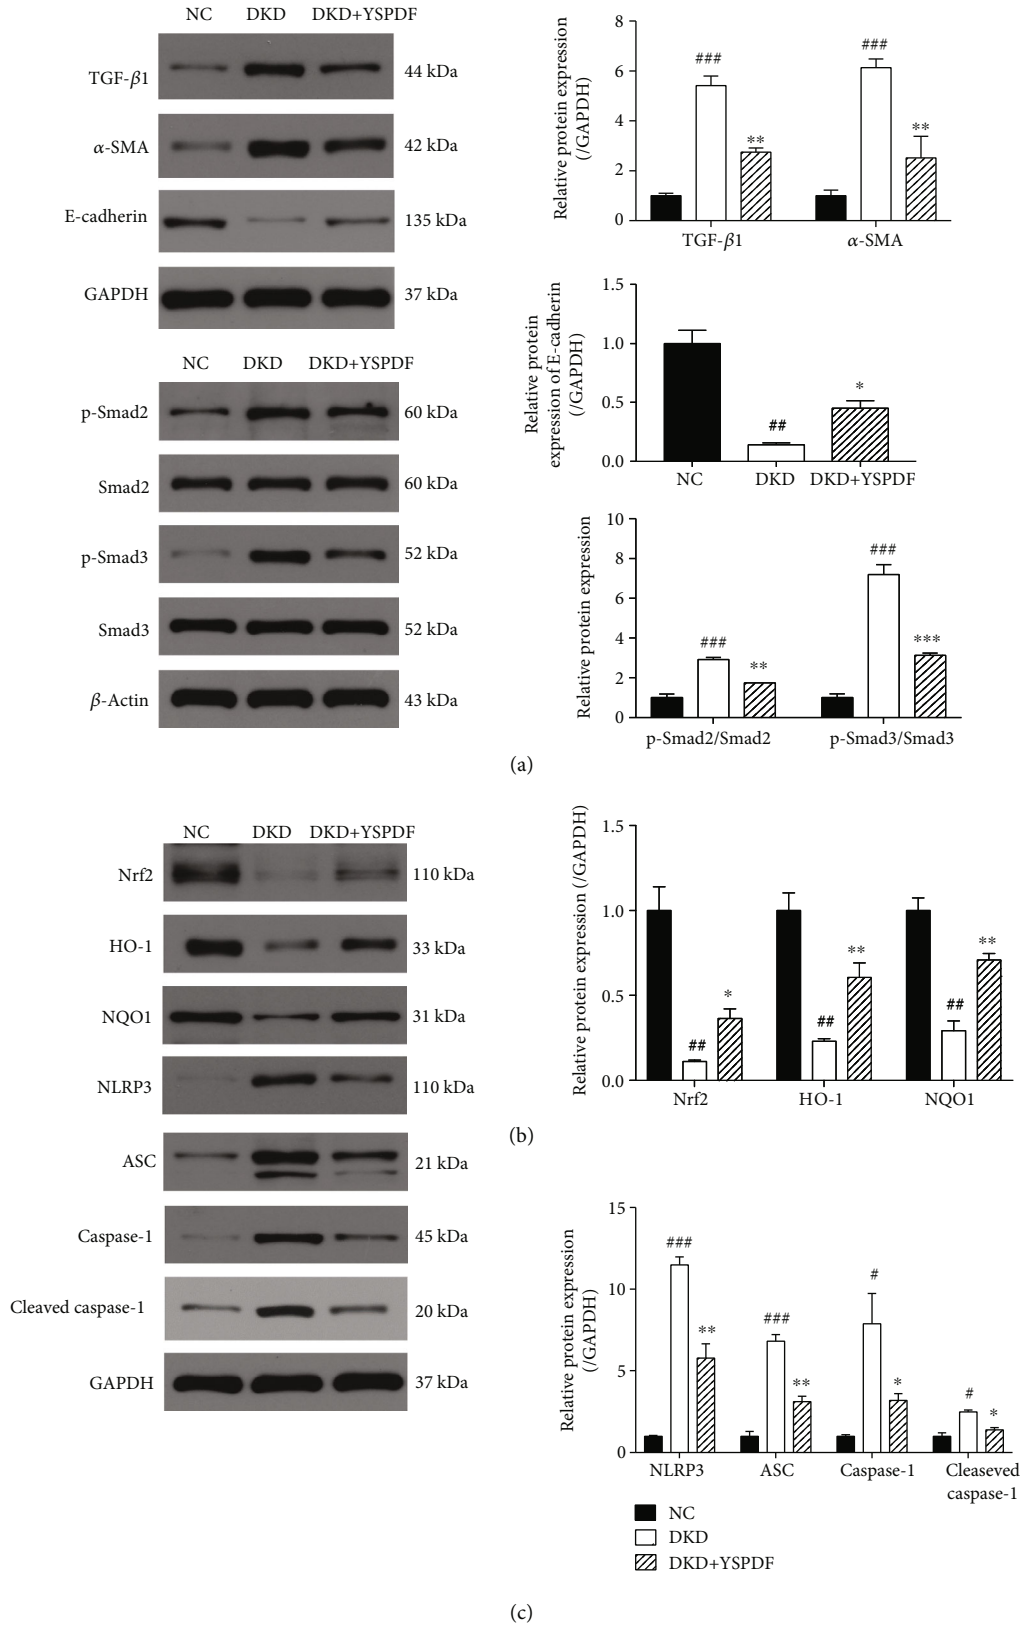 NC DKD DKD+YSPDF
TGF-β1 44 kDa
α-SMA 42 kDa
E-cadherin 135 kDa
GAPDH 37 kDa
NC DKD DKD+YSPDF
p-Smad2 60 kDa
Smad2 60 kDa
p-Smad3 52 kDa
Smad3 52 kDa
β-Actin 43 kDa
Relative protein expression
(/GAPDH)
8
6
4
2
0
###
**
###
**
TGF-β1 α-SMA
Relative protein
expression of E-cadherin
(/GAPDH)
1.5
1.0
0.5
0.0
##
*
NC DKD DKD+YSPDF
Relative protein expression
10
8
6
4
2
0
###
**
###
***
p-Smad2/Smad2 p-Smad3/Smad3
(a)
NC DKD DKD+YSPDF
Nrf2 110 kDa
HO-1 33 kDa
NQO1 31 kDa
NLRP3 110 kDa
ASC 21 kDa
Caspase-1 45 kDa
Cleaved caspase-1 20 kDa
GAPDH 37 kDa
Relative protein expression (/GAPDH)
1.5
1.0
0.5
0.0
##
*
##
**
##
**
Nrf2 HO-1 NQO1
(b)
Relative protein expression
(/GAPDH)
15
10
5
0
###
**
###
**
#
*
#
*
NLRP3 ASC Caspase-1 Cleaseved
caspase-1
NC
DKD
DKD+YSPDF
(c)